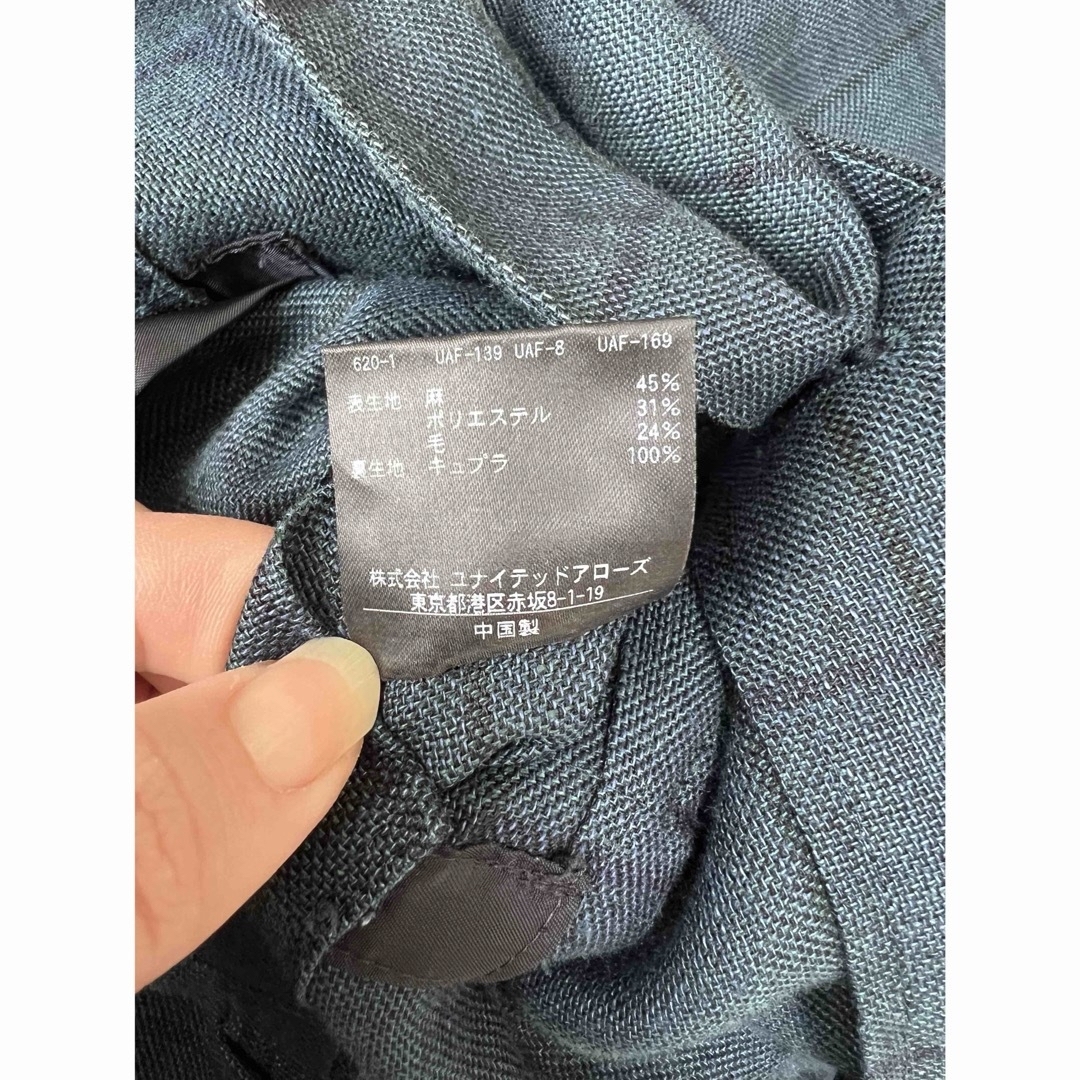 620-1 UAF-139 UAF-8 UAF-169
表生地 麻 45%
ポリエステル 31%
毛 24%
裏生地 キュプラ 100%
株式会社 ユナイテッドアローズ
東京都港区赤坂8-1-19
中国製